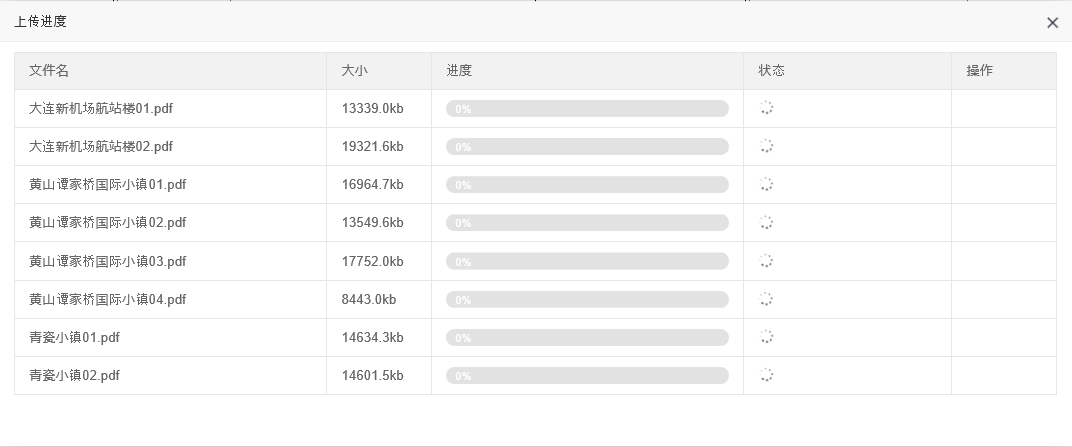 上传进度
文件名 大小 进度 状态 操作
大连新机场航站楼01.pdf 13339.0kb 0%
大连新机场航站楼02.pdf 19321.6kb 0%
黄山谭家桥国际小镇01.pdf 16964.7kb 0%
黄山谭家桥国际小镇02.pdf 13549.6kb 0%
黄山谭家桥国际小镇03.pdf 17752.0kb 0%
黄山谭家桥国际小镇04.pdf 8443.0kb 0%
青瓷小镇01.pdf 14634.3kb 0%
青瓷小镇02.pdf 14601.5kb 0%